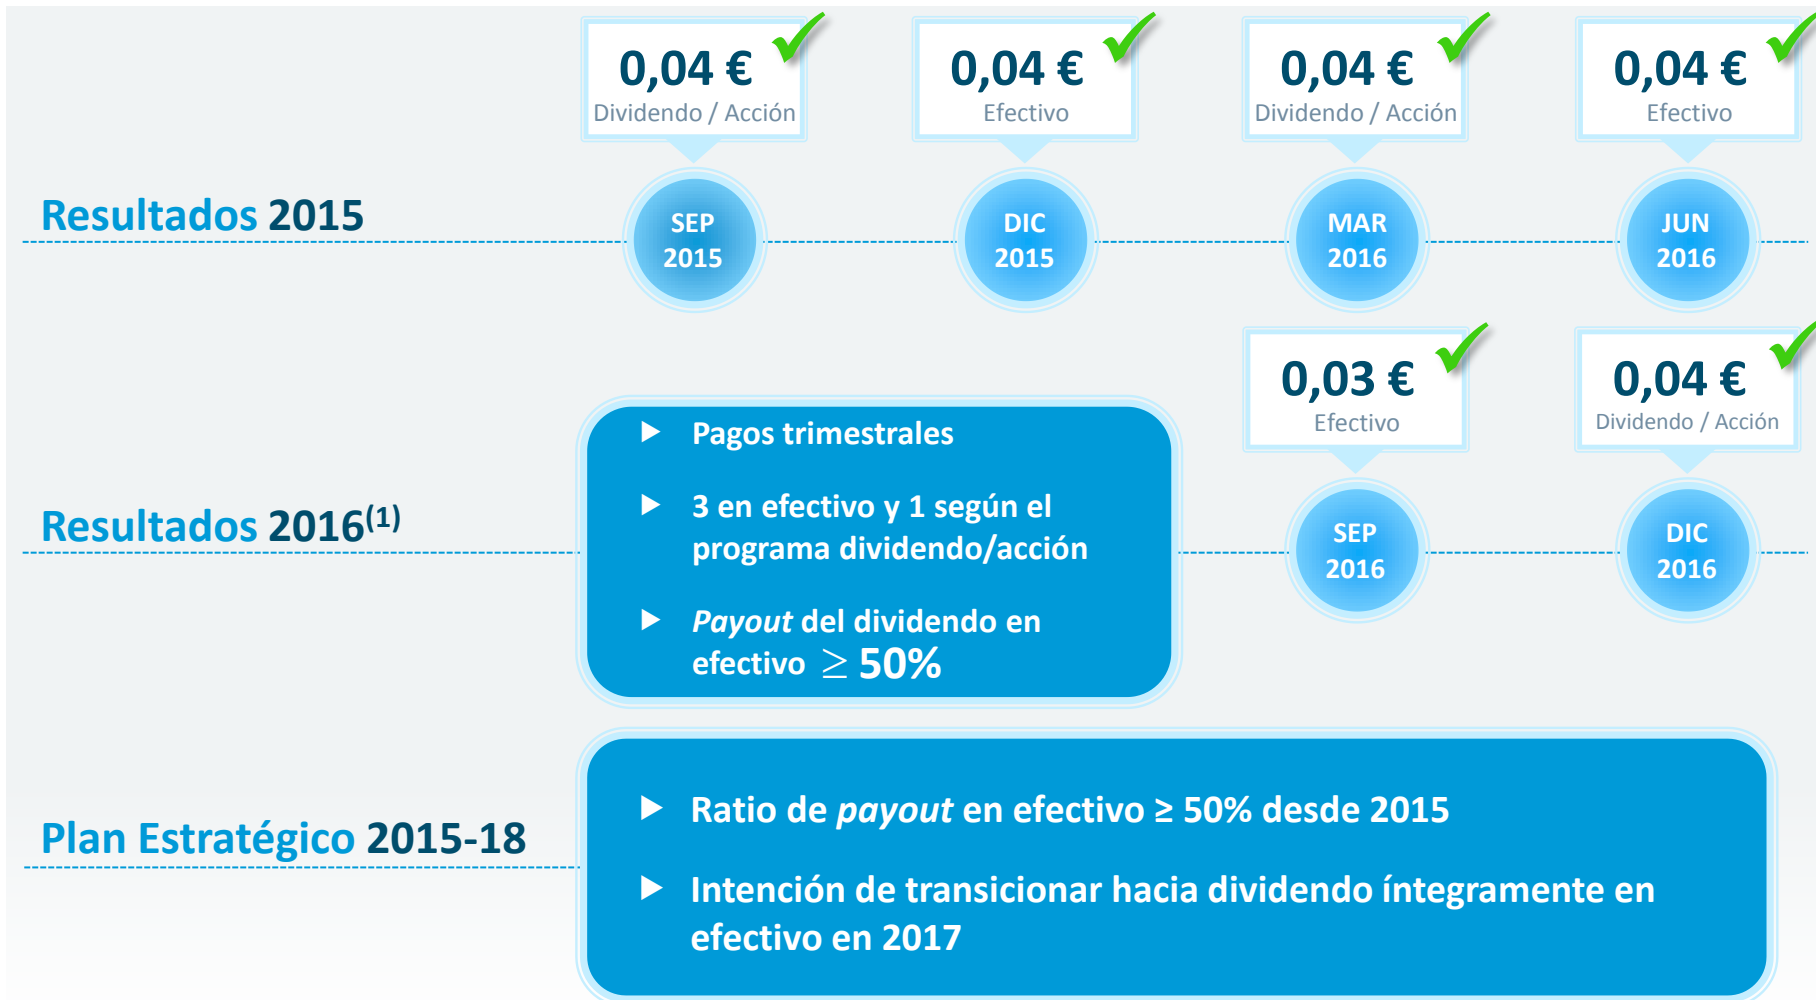 0,04 €
Dividendo / Acción
0,04 €
Efectivo
0,04 €
Dividendo / Acción
0,04 €
Efectivo
Resultados 2015
SEP
2015
DIC
2015
MAR
2016
JUN
2016
0,03 €
Efectivo
0,04 €
Dividendo / Acción
Resultados 2016(1)
Pagos trimestrales
3 en efectivo y 1 según el
programa dividendo/acción
Payout del dividendo en
efectivo ≥ 50%
SEP
2016
DIC
2016
Plan Estratégico 2015-18
Ratio de payout en efectivo ≥ 50% desde 2015
Intención de transicionar hacia dividendo íntegramente en
efectivo en 2017